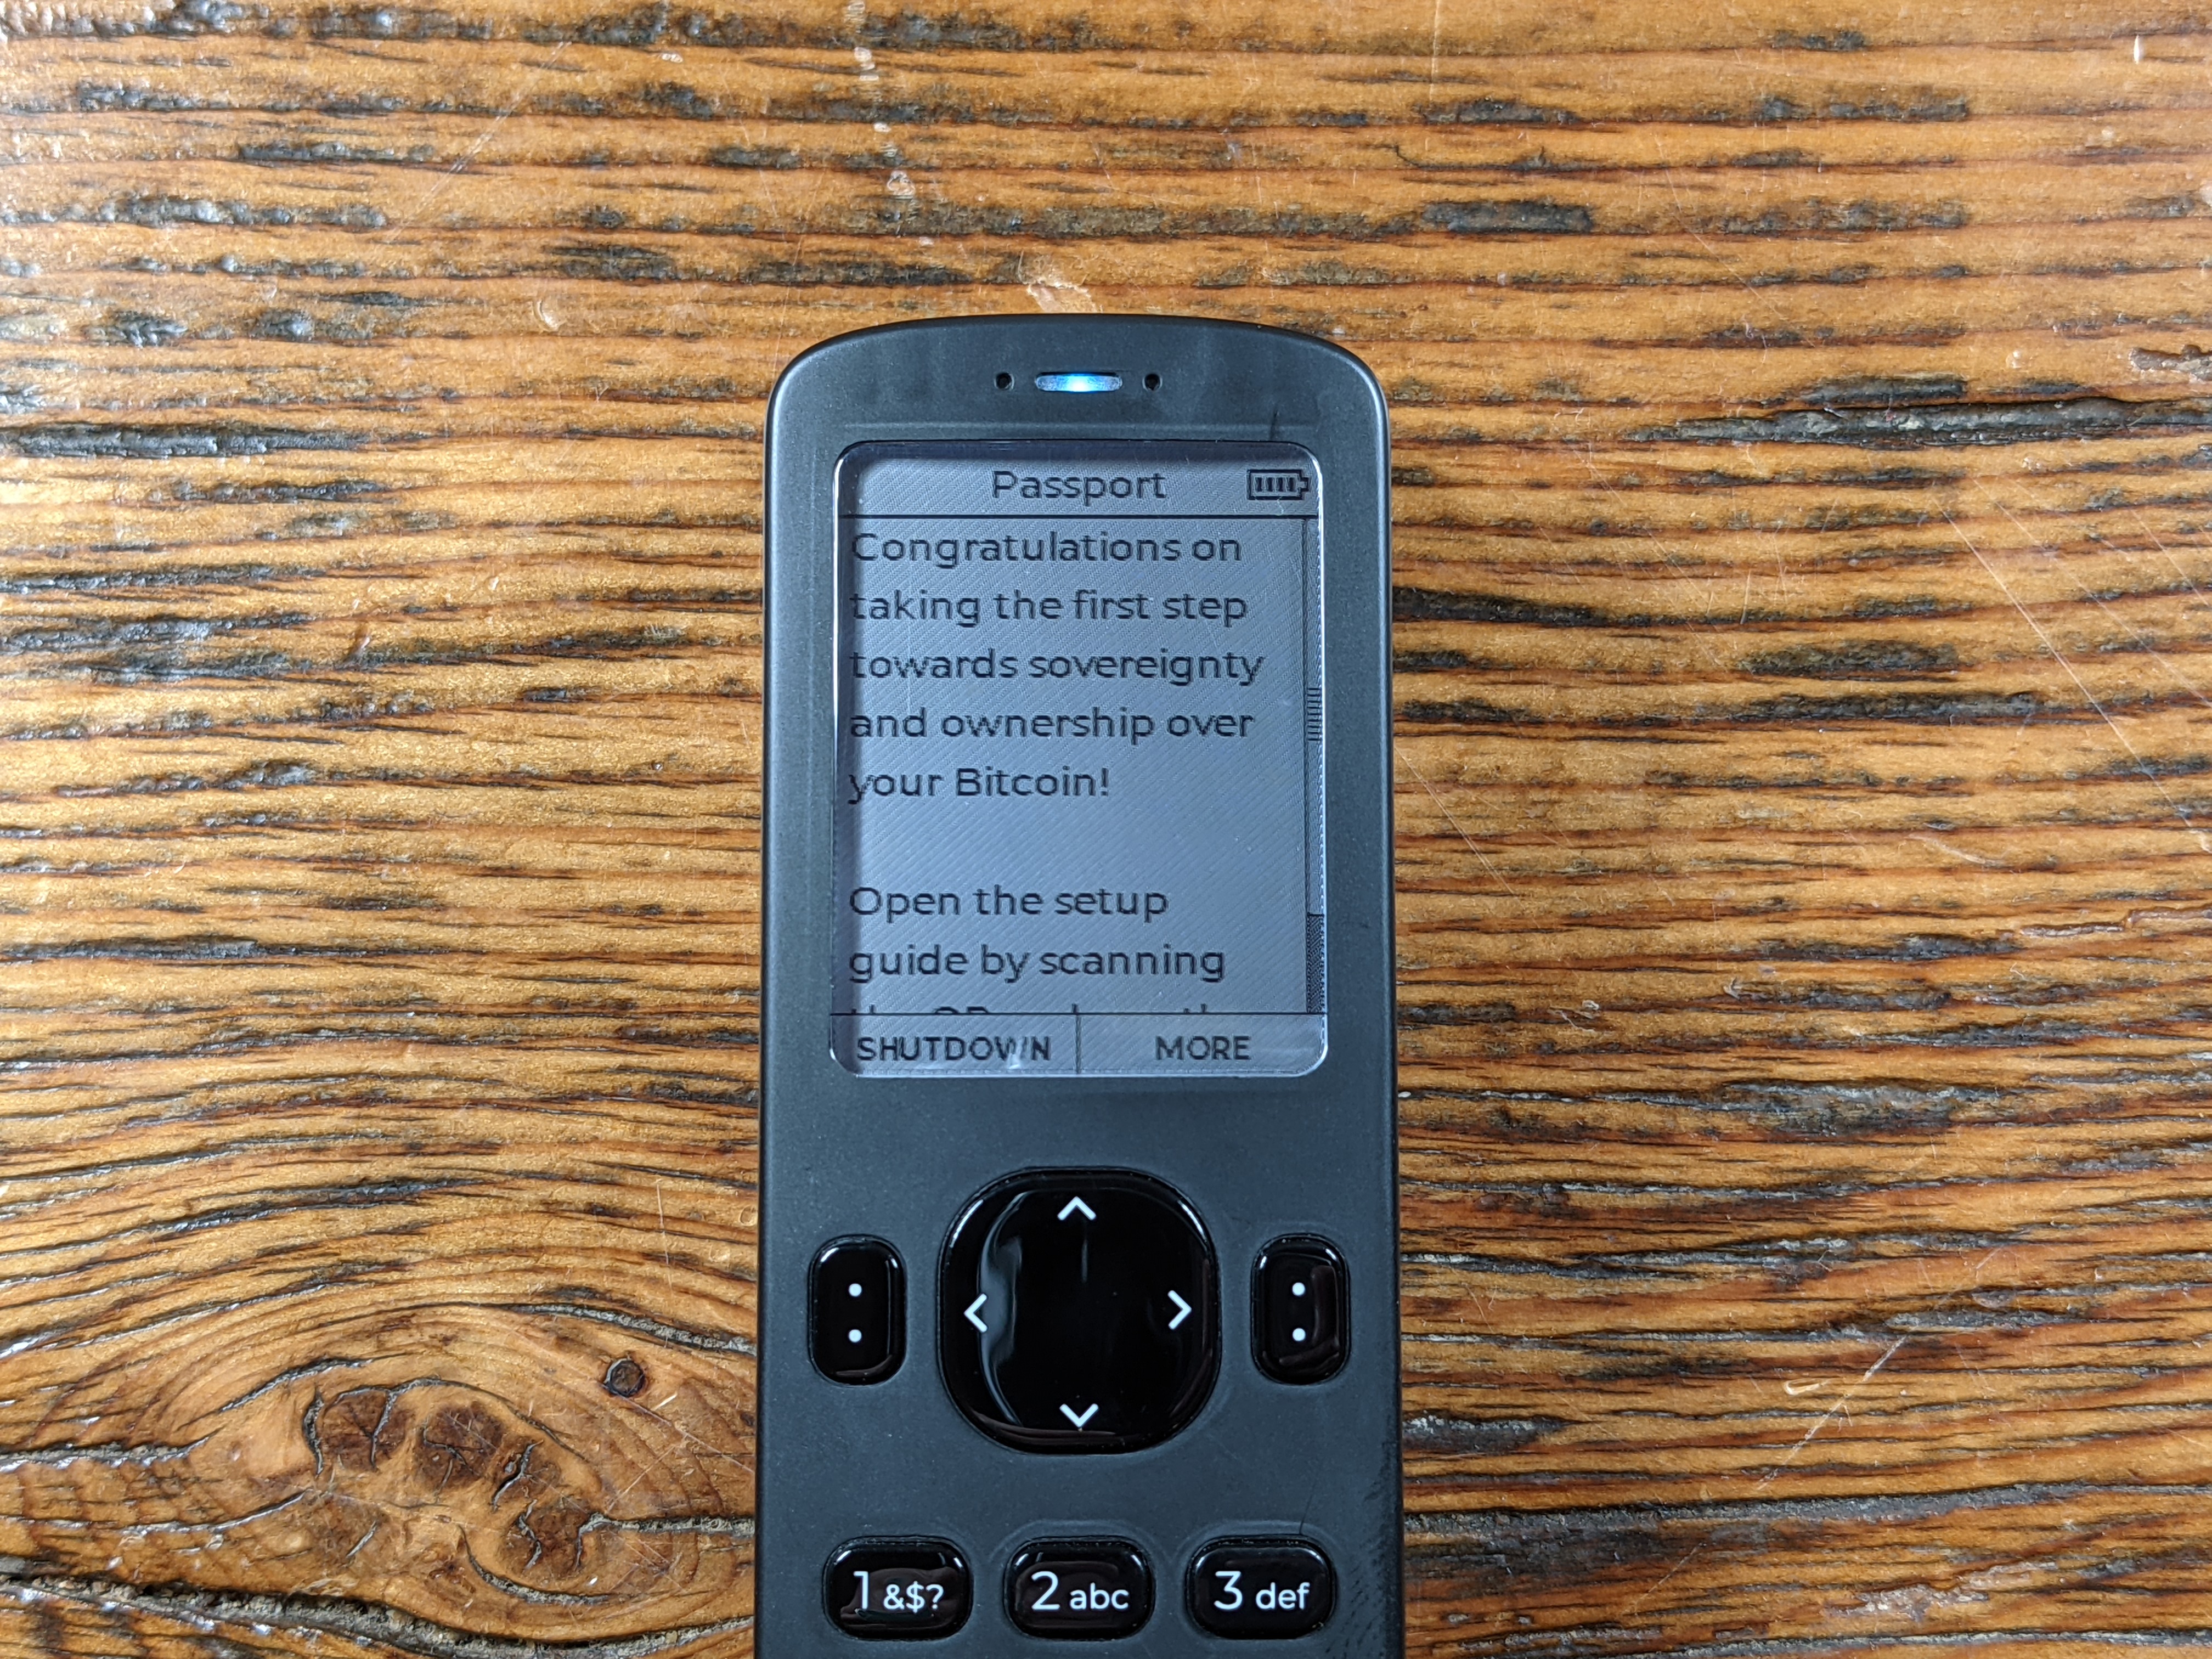 Passport
Congratulations on
taking the first step
towards sovereignty
and ownership over
your Bitcoin!
Open the setup
guide by scanning
SHUTDOWN MORE
1 &$? 2 abc 3 def